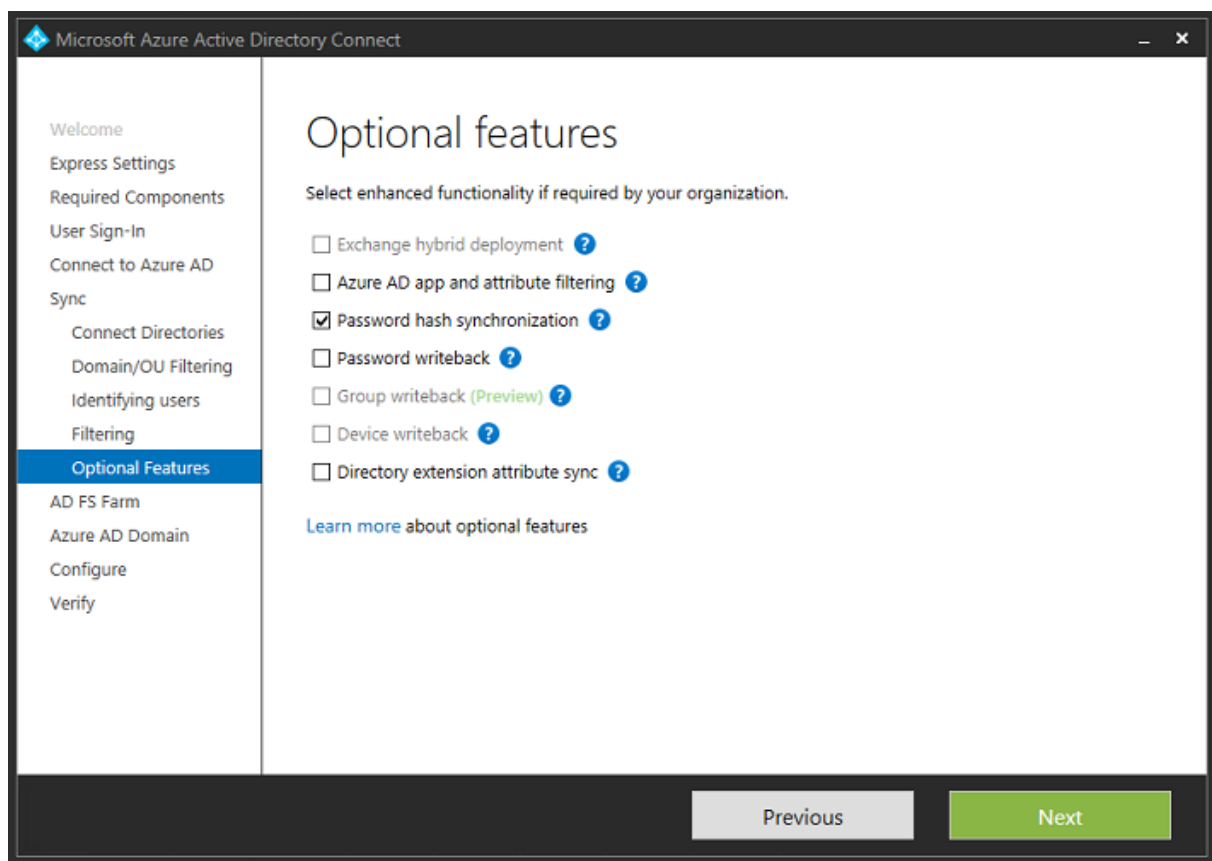 Microsoft Azure Active Directory Connect
Welcome
Express Settings
Required Components
User Sign-In
Connect to Azure AD
Sync
Connect Directories
Domain/OU Filtering
Identifying users
Filtering
Optional Features
AD FS Farm
Azure AD Domain
Configure
Verify
Optional features
Select enhanced functionality if required by your organization.
Exchange hybrid deployment ?
Azure AD app and attribute filtering ?
Password hash synchronization ?
Password writeback ?
Group writeback (Preview) ?
Device writeback ?
Directory extension attribute sync ?
Learn more about optional features
Previous
Next